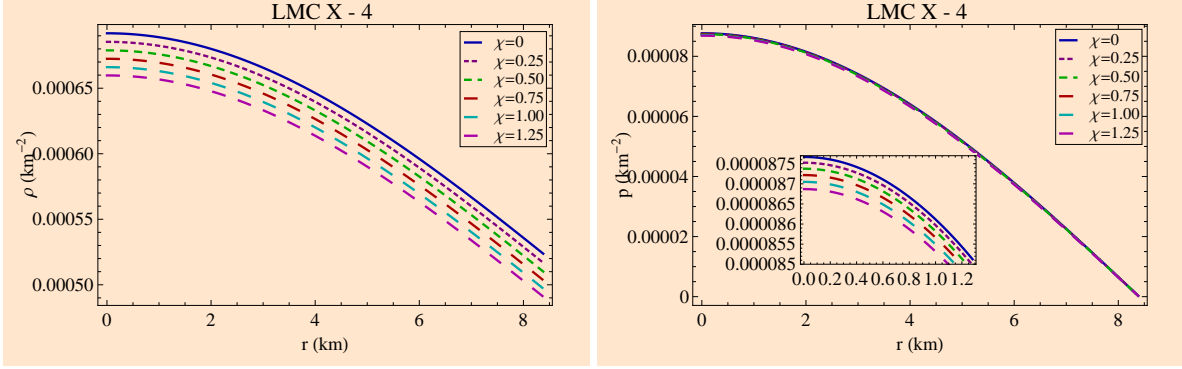 LMC X - 4
χ=0
χ=0.25
χ=0.50
χ=0.75
χ=1.00
χ=1.25
0.00065
0.00060
0.00055
0.00050
ρ (km⁻²)
0 2 4 6 8
r (km)
LMC X - 4
χ=0
χ=0.25
χ=0.50
χ=0.75
χ=1.00
χ=1.25
0.00008
0.00006
0.00004
0.00002
0
p (km⁻²)
0.0000875
0.000087
0.0000865
0.000086
0.0000855
0.000085
0.0 0.2 0.4 0.6 0.8 1.0 1.2
0 2 4 6 8
r (km)